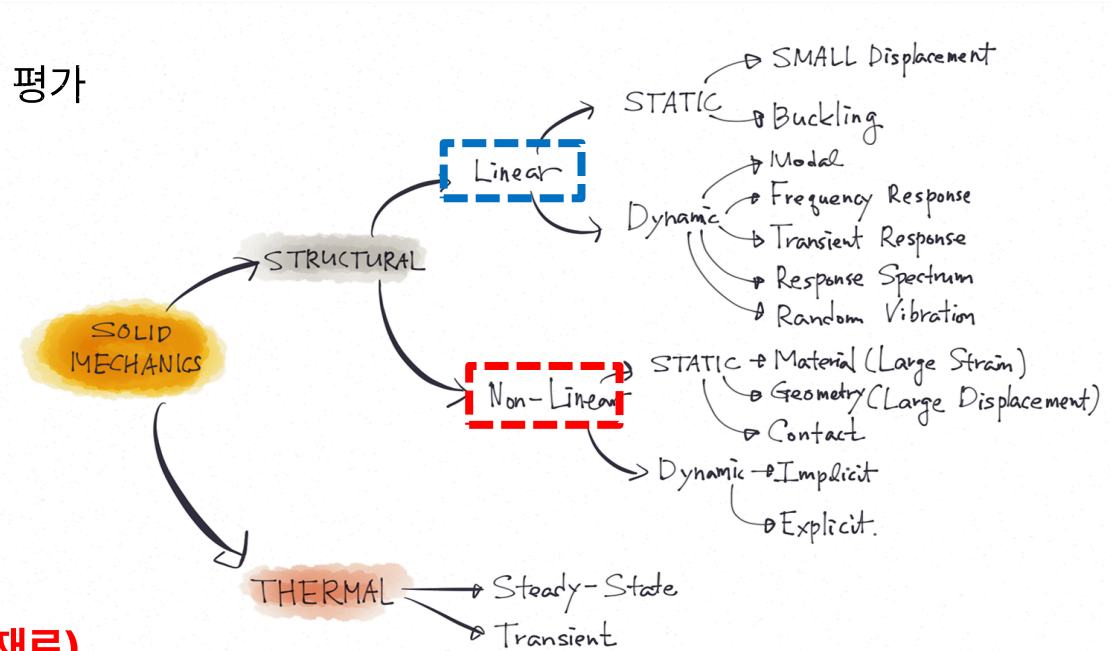 평가
SMALL Displacement
STATIC
Buckling
Linear
Modal
Frequency Response
Dynamic
Transient Response
Response Spectrum
Random Vibration
STRUCTURAL
SOLID
MECHANICS
STATIC
Material (Large Strain)
Non-Linear
Geometry (Large Displacement)
Contact
Dynamic
Implicit
Explicit.
THERMAL
Steady-State
Transient